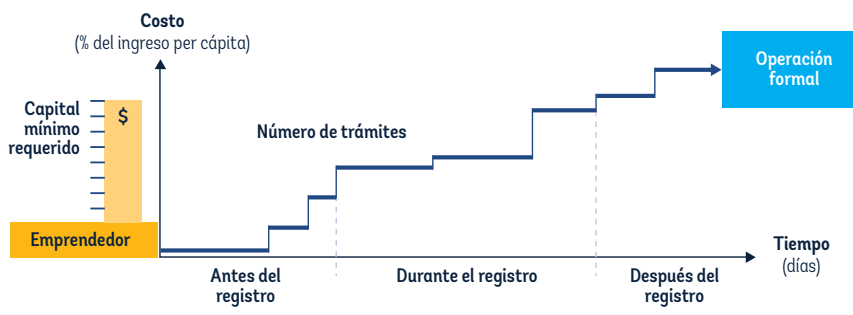 Costo
(% del ingreso per cápita)
Capital
mínimo
requerido
$
Número de trámites
Operación
formal
Emprendedor
Antes del
registro
Durante el registro
Después del
registro
Tiempo
(días)